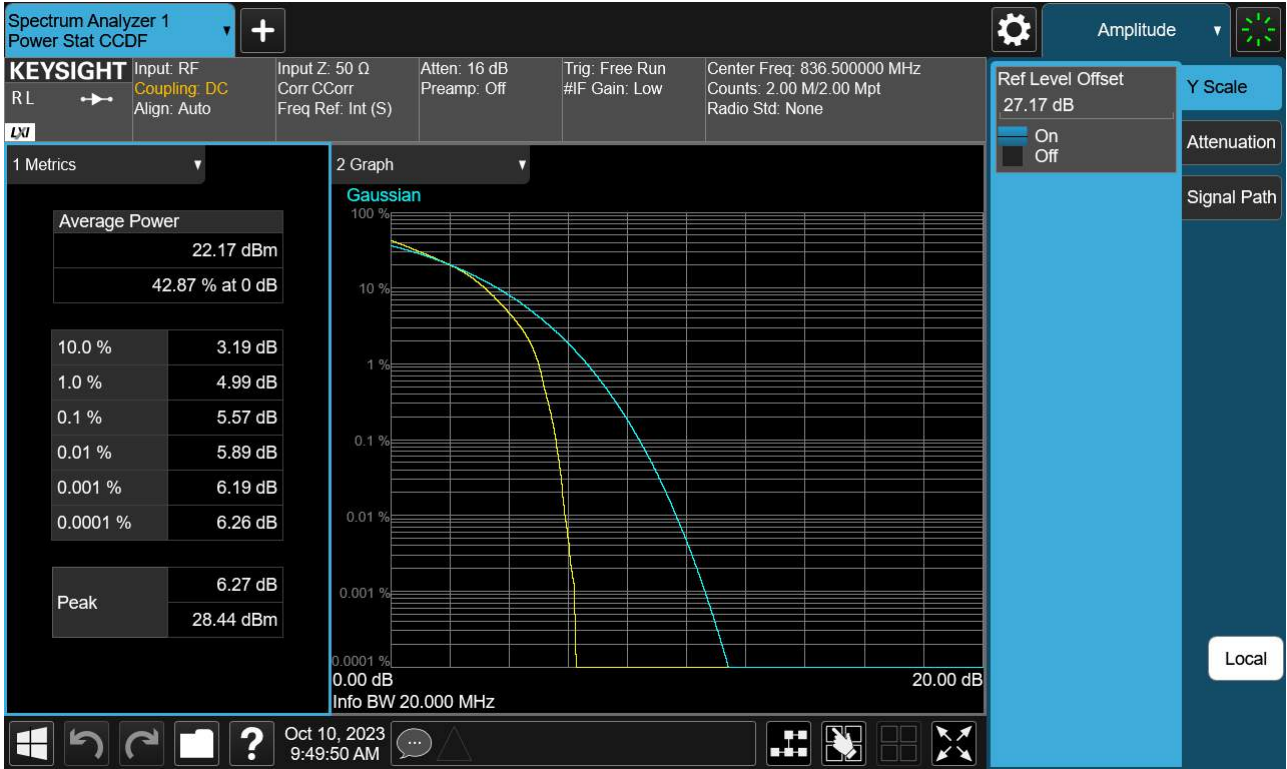 Spectrum Analyzer 1
Power Stat CCDF
Amplitude
KEYSIGHT
R L
LXI
Input: RF
Coupling: DC
Align: Auto
Input Z: 50 Ω
Corr CCorr
Freq Ref: Int (S)
Atten: 16 dB
Preamp: Off
Trig: Free Run
#IF Gain: Low
Center Freq: 836.500000 MHz
Counts: 2.00 M/2.00 Mpt
Radio Std: None
Ref Level Offset
27.17 dB
On
Off
Y Scale
Attenuation
Signal Path
Local
1 Metrics
Average Power
22.17 dBm
42.87 % at 0 dB
10.0 % 3.19 dB
1.0 % 4.99 dB
0.1 % 5.57 dB
0.01 % 5.89 dB
0.001 % 6.19 dB
0.0001 % 6.26 dB
Peak
6.27 dB
28.44 dBm
2 Graph
Gaussian
100 %
10 %
1 %
0.1 %
0.01 %
0.001 %
0.0001 %
0.00 dB 20.00 dB
Info BW 20.000 MHz
?
Oct 10, 2023
9:49:50 AM